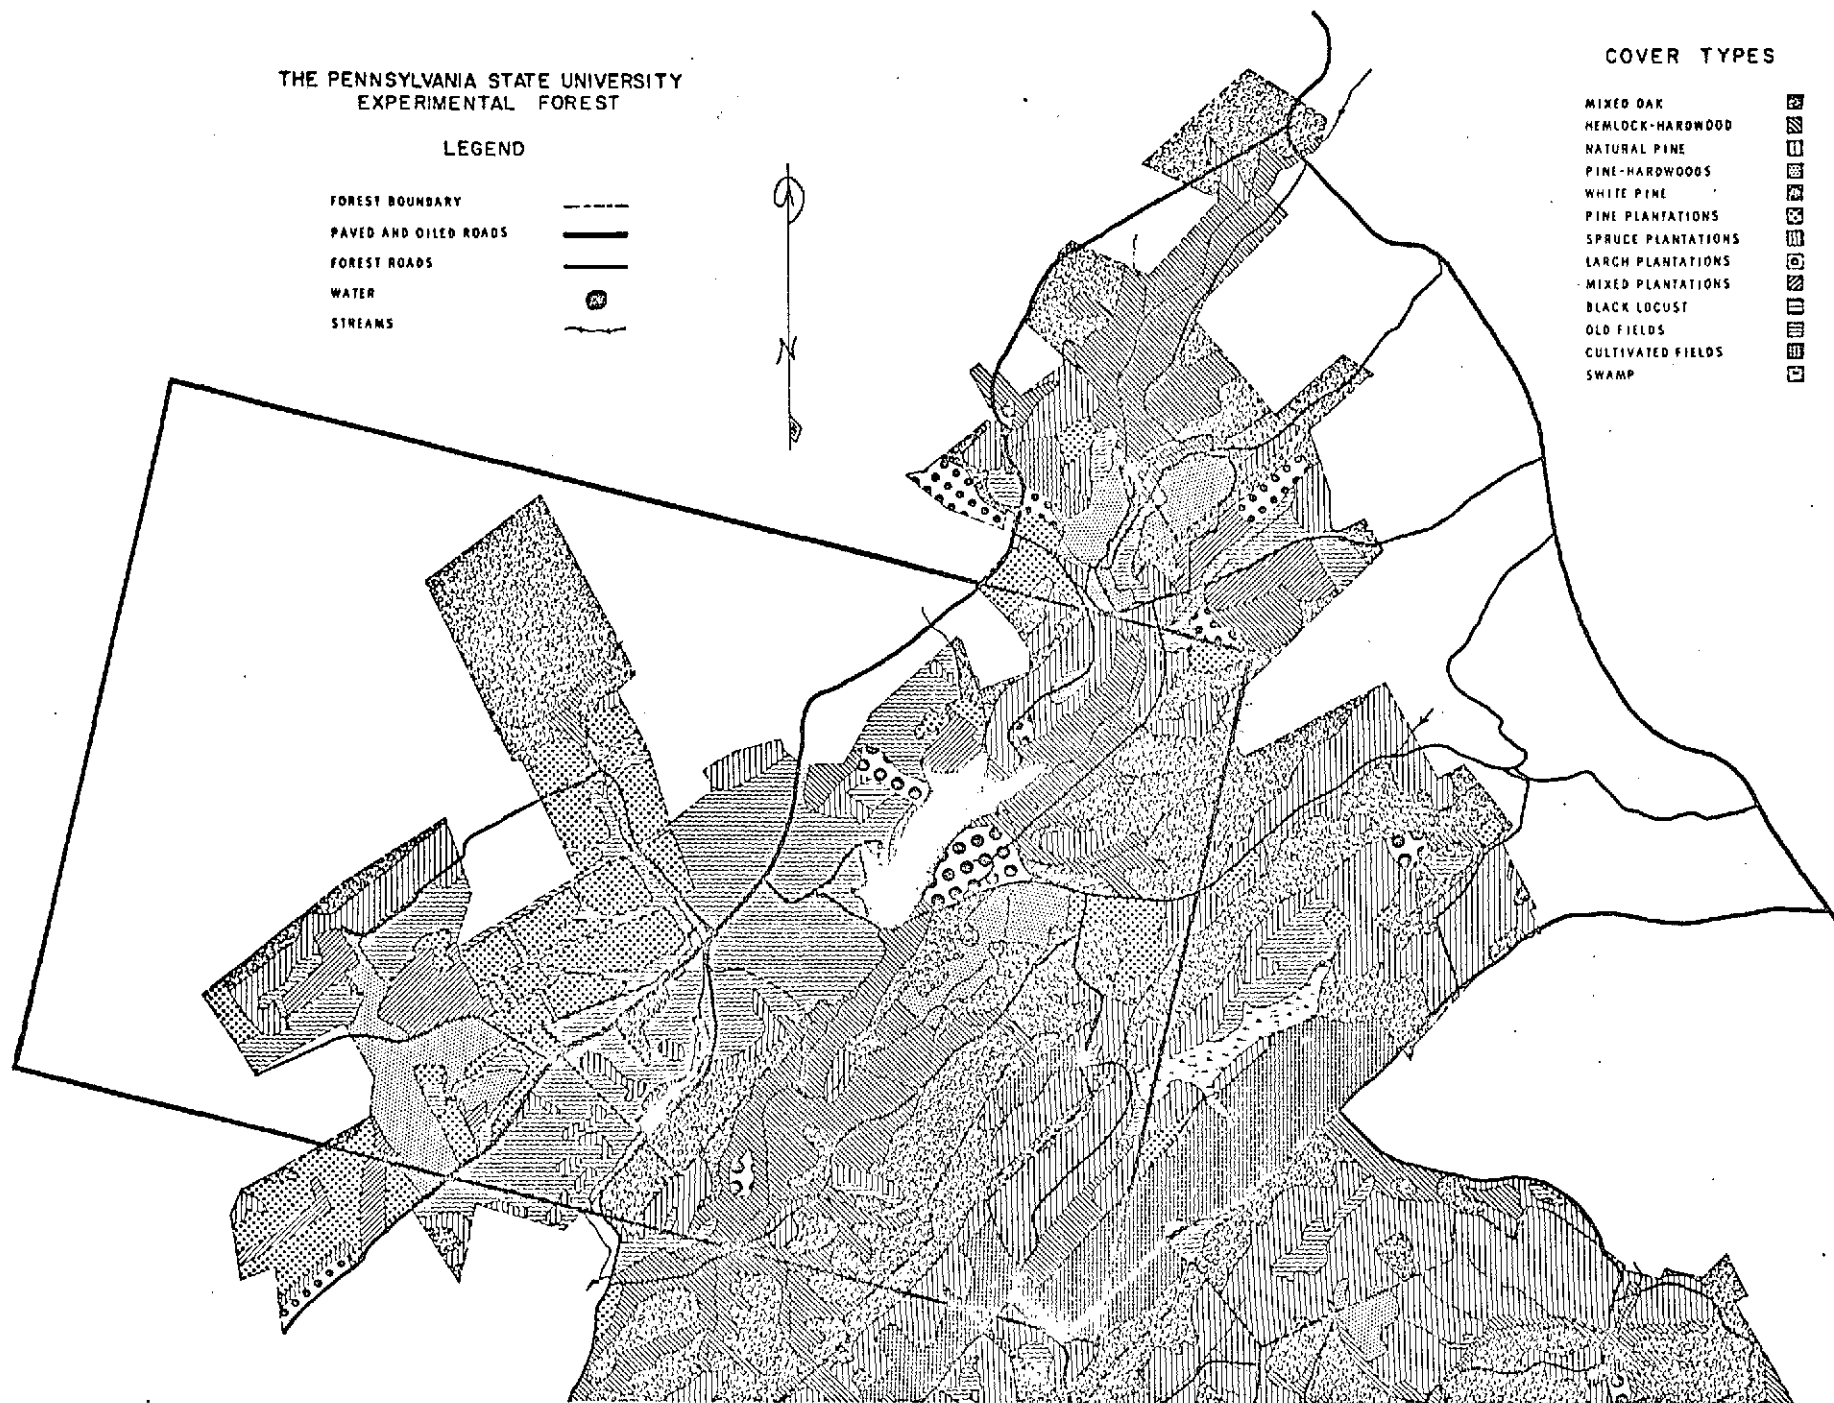 THE PENNSYLVANIA STATE UNIVERSITY
EXPERIMENTAL FOREST
LEGEND
FOREST BOUNDARY
PAVED AND OILED ROADS
FOREST ROADS
WATER
STREAMS
N
COVER TYPES
MIXED OAK
HEMLOCK-HARDWOOD
NATURAL PINE
PINE-HARDWOODS
WHITE PINE
PINE PLANTATIONS
SPRUCE PLANTATIONS
LARCH PLANTATIONS
MIXED PLANTATIONS
BLACK LOCUST
OLD FIELDS
CULTIVATED FIELDS
SWAMP